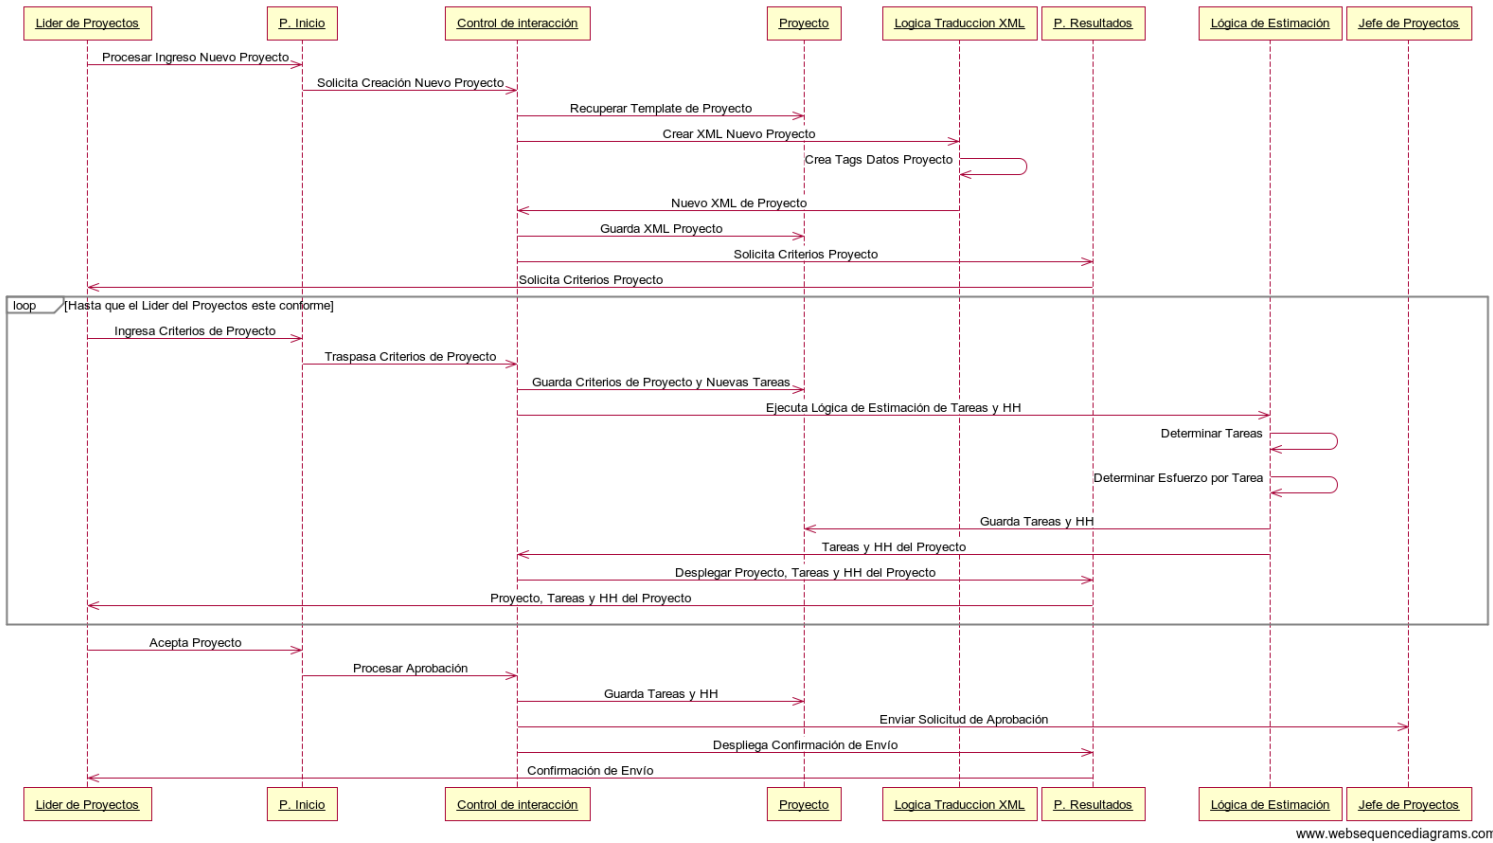 Lider de Proyectos
P. Inicio
Control de interacción
Proyecto
Logica Traduccion XML
P. Resultados
Lógica de Estimación
Jefe de Proyectos
Procesar Ingreso Nuevo Proyecto
Solicita Creación Nuevo Proyecto
Recuperar Template de Proyecto
Crear XML Nuevo Proyecto
Crea Tags Datos Proyecto
Nuevo XML de Proyecto
Guarda XML Proyecto
Solicita Criterios Proyecto
Solicita Criterios Proyecto
loop
[Hasta que el Lider del Proyectos este conforme]
Ingresa Criterios de Proyecto
Traspasa Criterios de Proyecto
Guarda Criterios de Proyecto y Nuevas Tareas
Ejecuta Lógica de Estimación de Tareas y HH
Determinar Tareas
Determinar Esfuerzo por Tarea
Guarda Tareas y HH
Tareas y HH del Proyecto
Desplegar Proyecto, Tareas y HH del Proyecto
Proyecto, Tareas y HH del Proyecto
Acepta Proyecto
Procesar Aprobación
Guarda Tareas y HH
Enviar Solicitud de Aprobación
Despliega Confirmación de Envío
Confirmación de Envío
Lider de Proyectos
P. Inicio
Control de interacción
Proyecto
Logica Traduccion XML
P. Resultados
Lógica de Estimación
Jefe de Proyectos
www.websequencediagrams.com